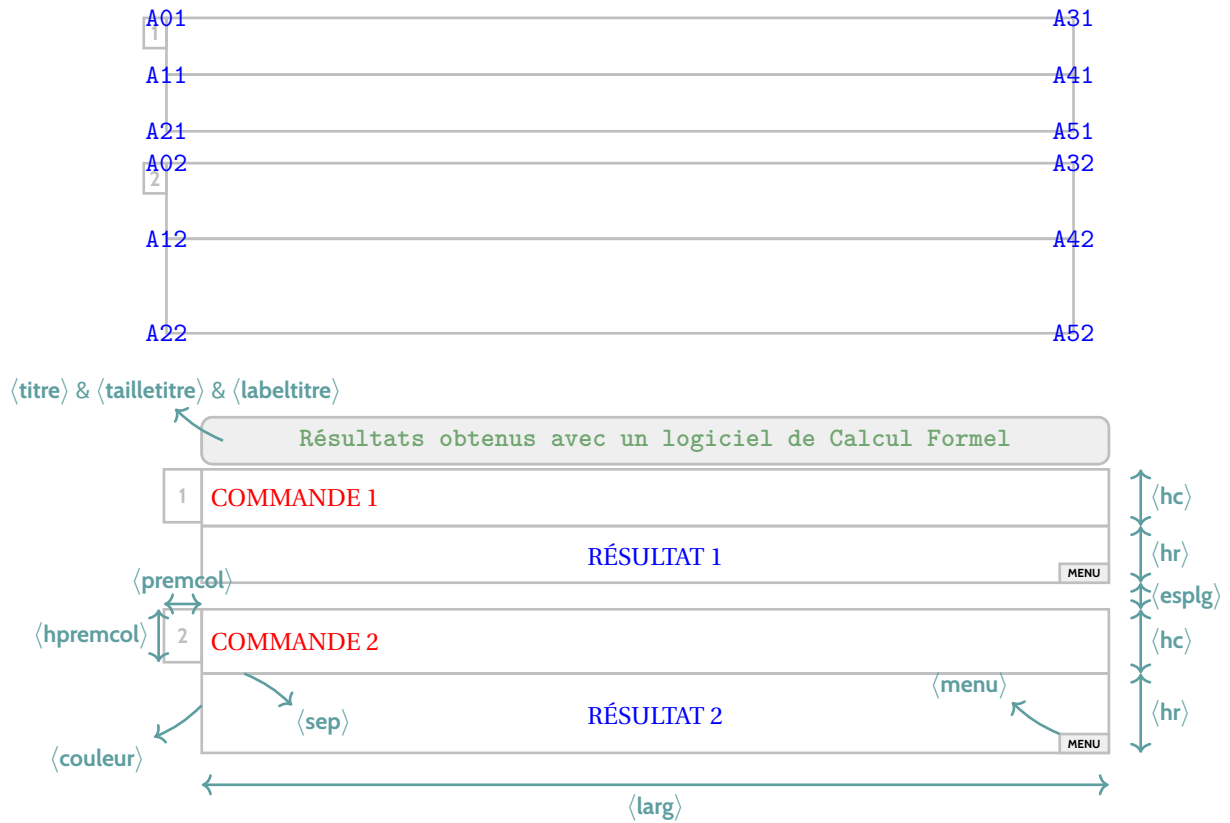 A01 A31
1
A11 A41
A21 A51
A02 A32
2
A12 A42
A22 A52
⟨titre⟩ & ⟨tailletitre⟩ & ⟨labeltitre⟩
Résultats obtenus avec un logiciel de Calcul Formel
1 COMMANDE 1 ⟨hc⟩
RÉSULTAT 1 ⟨hr⟩
MENU
⟨premcol⟩ ⟨esplg⟩
⟨hpremcol⟩ 2 COMMANDE 2 ⟨hc⟩
⟨menu⟩
⟨sep⟩ RÉSULTAT 2 ⟨hr⟩
MENU
⟨couleur⟩
⟨larg⟩